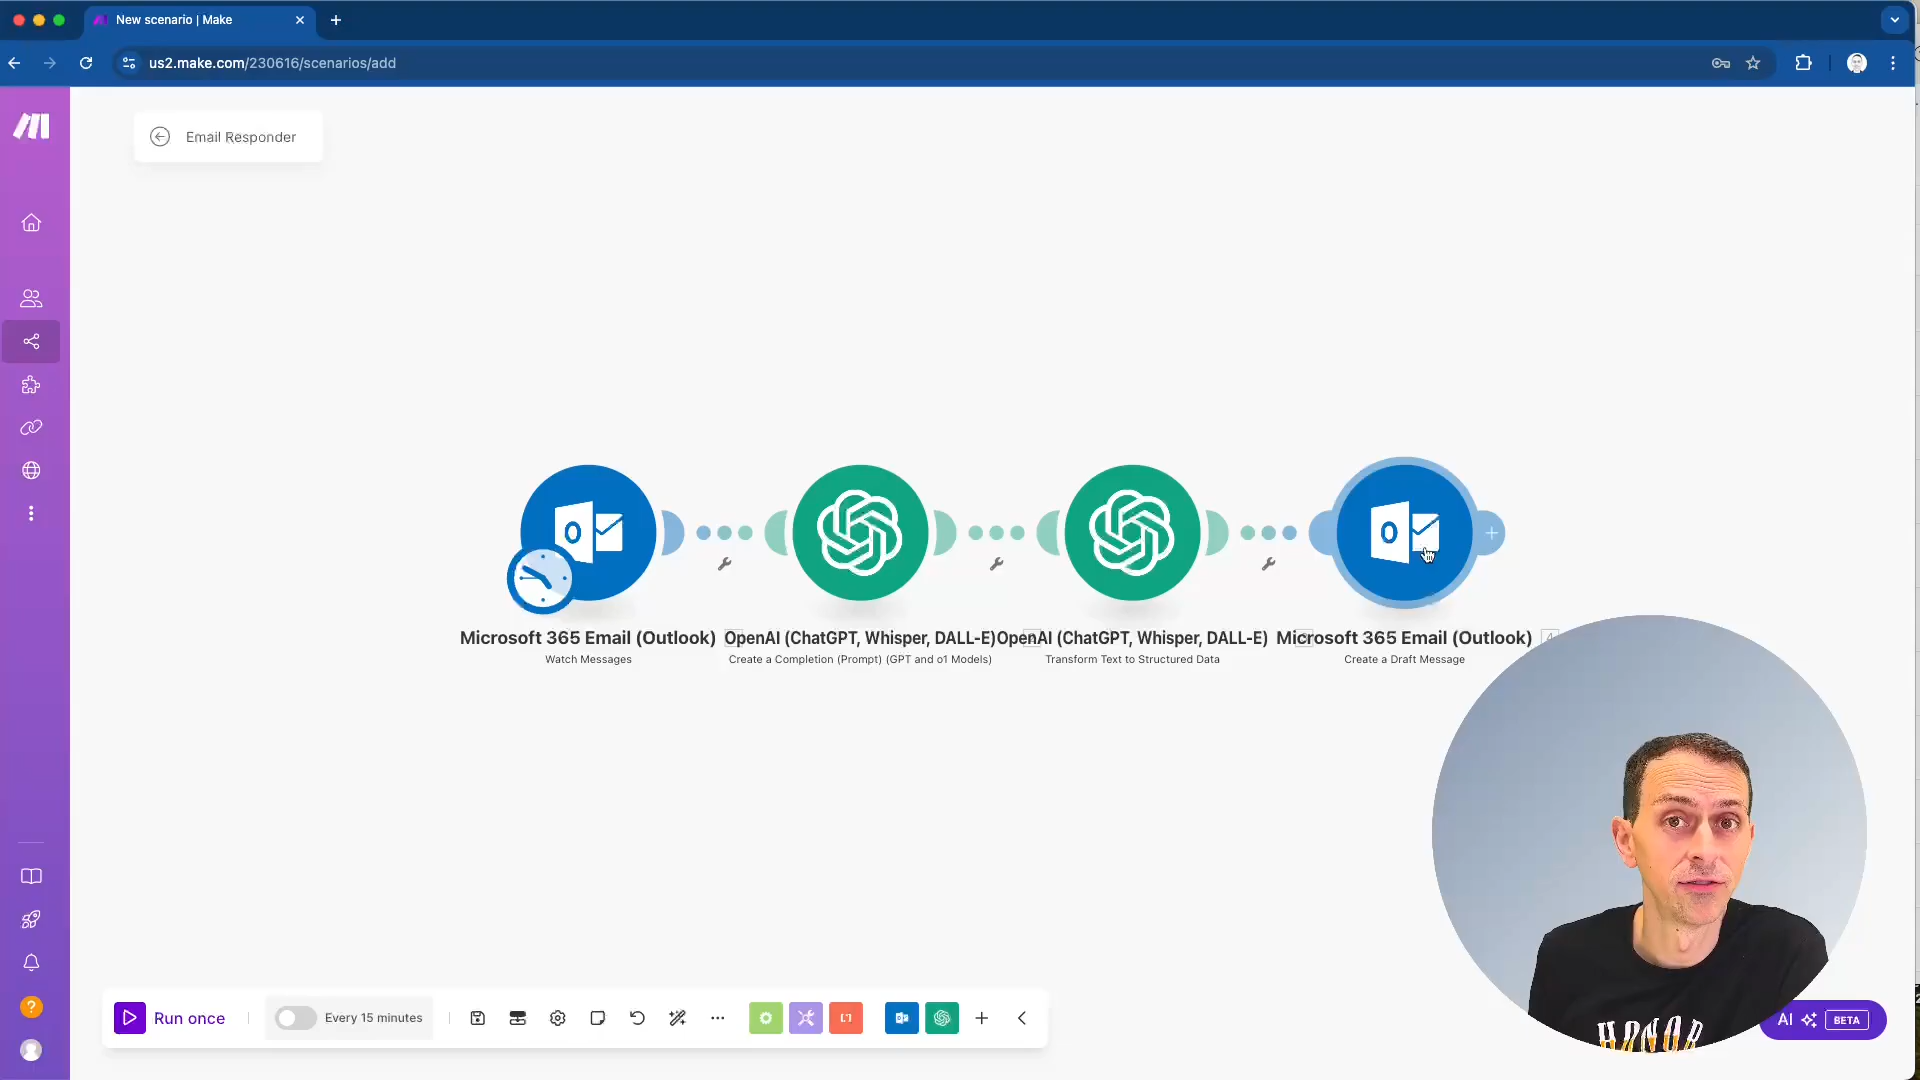 New scenario | Make
us2.make.com/230616/scenarios/add
Email Responder
Microsoft 365 Email (Outlook)
Watch Messages
OpenAI (ChatGPT, Whisper, DALL-E)
Create a Completion (Prompt) (GPT and o1 Models)
OpenAI (ChatGPT, Whisper, DALL-E)
Transform Text to Structured Data
Microsoft 365 Email (Outlook)
4
Create a Draft Message
Run once
Every 15 minutes
AI
BETA
?